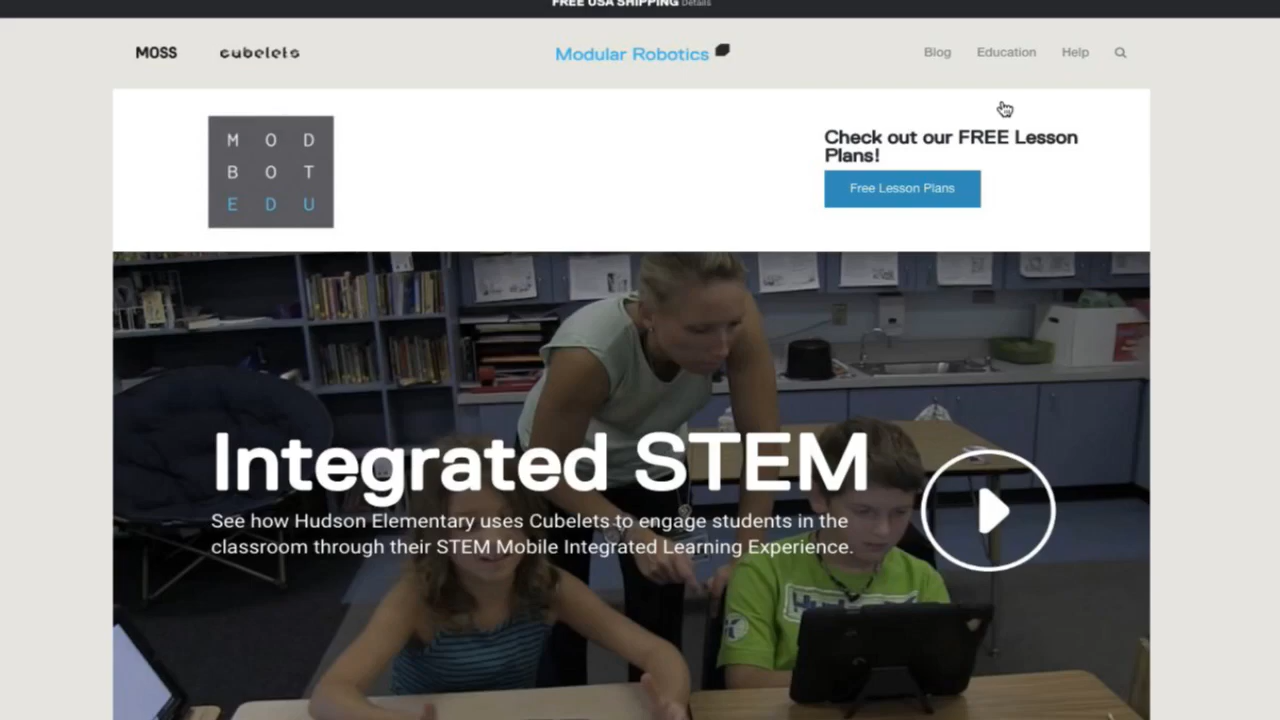 FREE USA SHIPPING Details
MOSS cubelets Modular Robotics Blog Education Help
M O D
B O T
E D U
Check out our FREE Lesson
Plans!
Free Lesson Plans
Integrated STEM
See how Hudson Elementary uses Cubelets to engage students in the
classroom through their STEM Mobile Integrated Learning Experience.